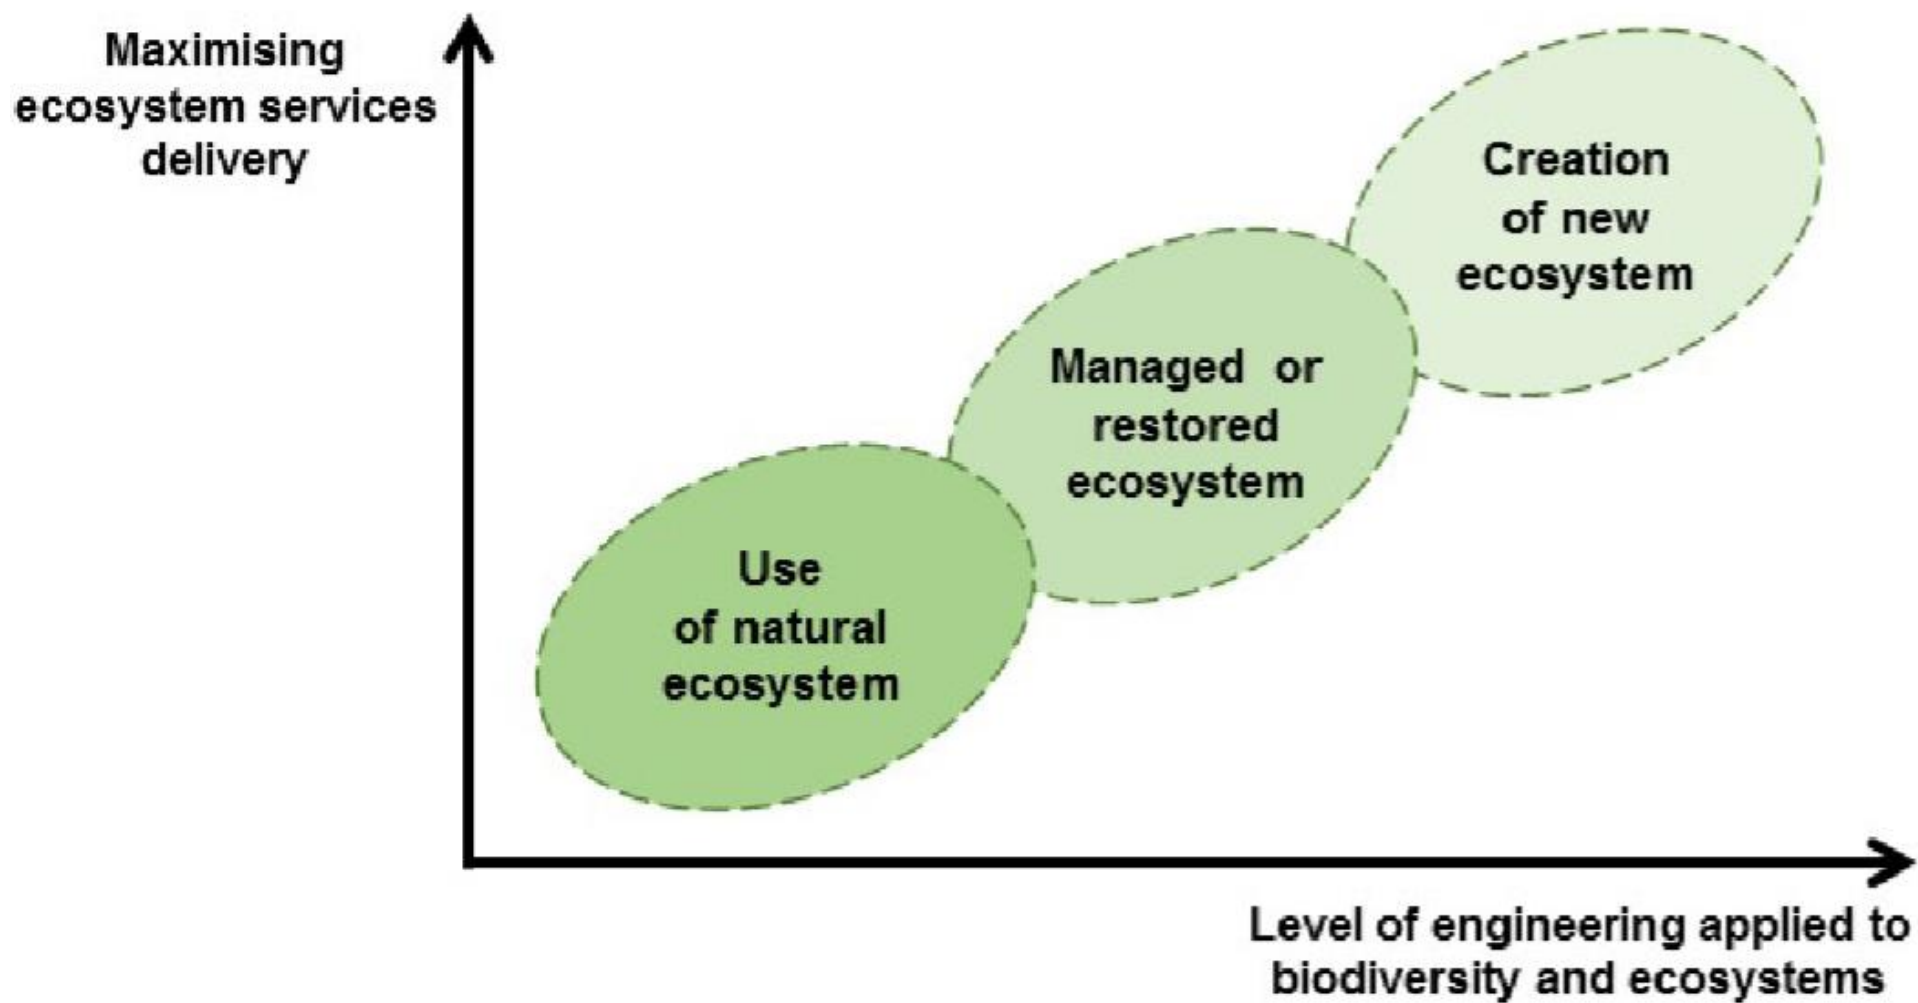 Maximising
ecosystem services
delivery
Creation
of new
ecosystem
Managed or
restored
ecosystem
Use
of natural
ecosystem
Level of engineering applied to
biodiversity and ecosystems